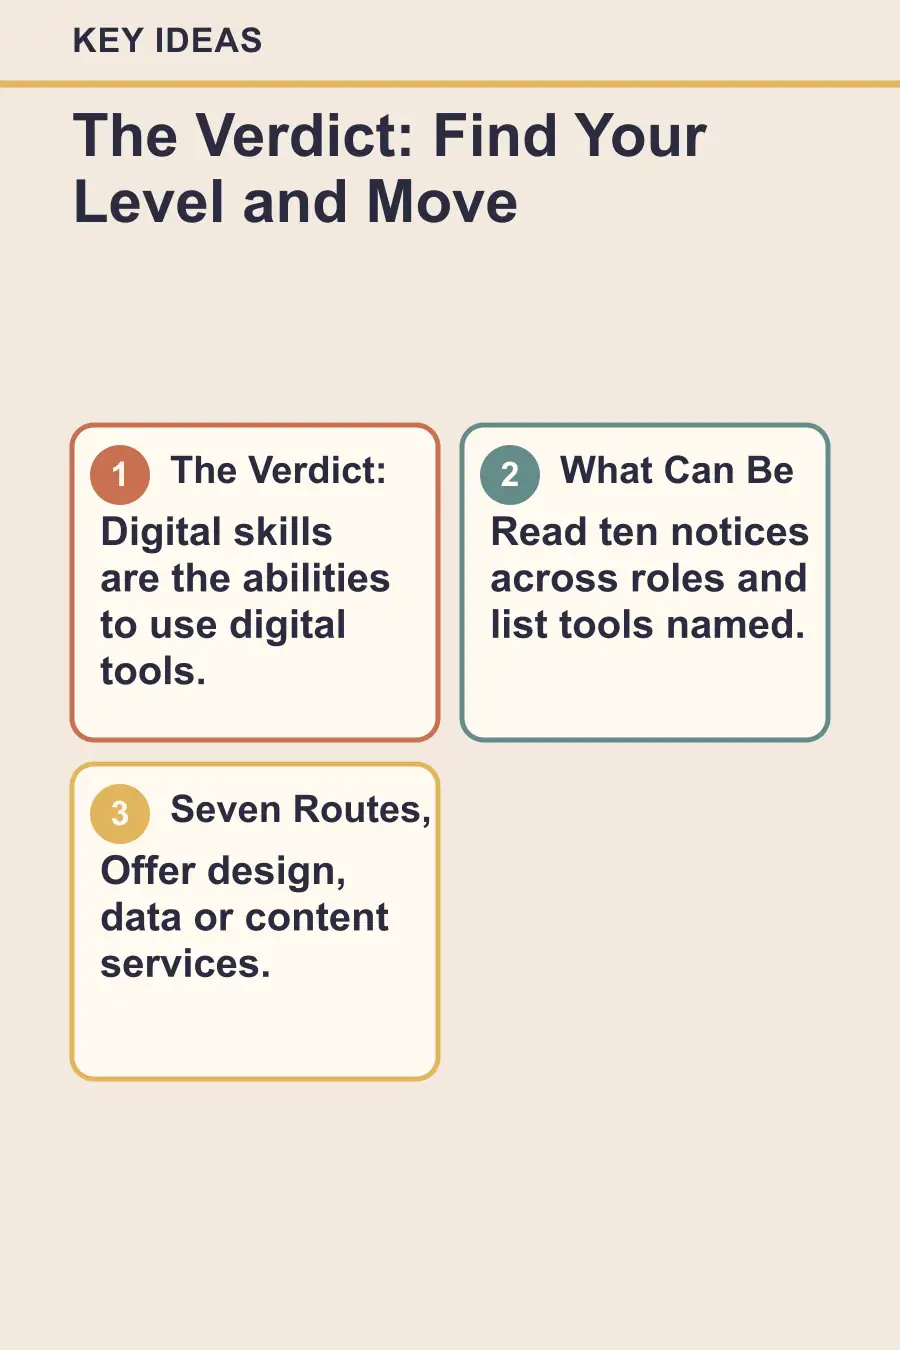 KEY IDEAS
The Verdict: Find Your
Level and Move
1 The Verdict:
Digital skills
are the abilities
to use digital
tools.
2 What Can Be
Read ten notices
across roles and
list tools named.
3 Seven Routes,
Offer design,
data or content
services.